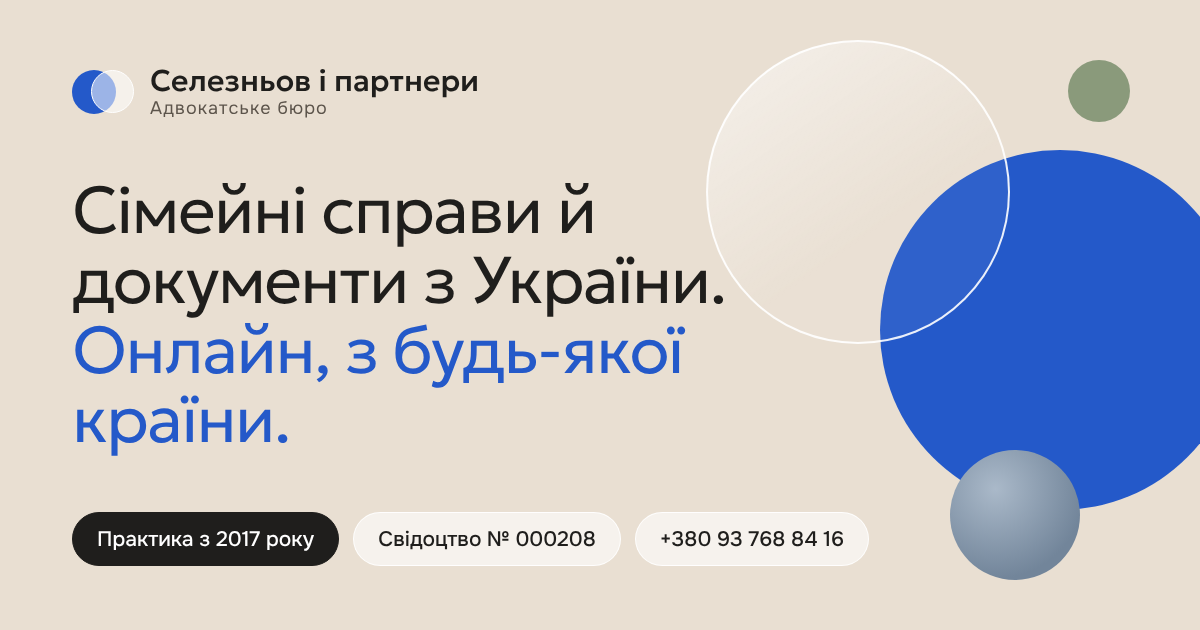 Селезньов і партнери
Адвокатське бюро
Сімейні справи й
документи з України.
Онлайн, з будь-якої
країни.
Практика з 2017 року
Свідоцтво № 000208
+380 93 768 84 16